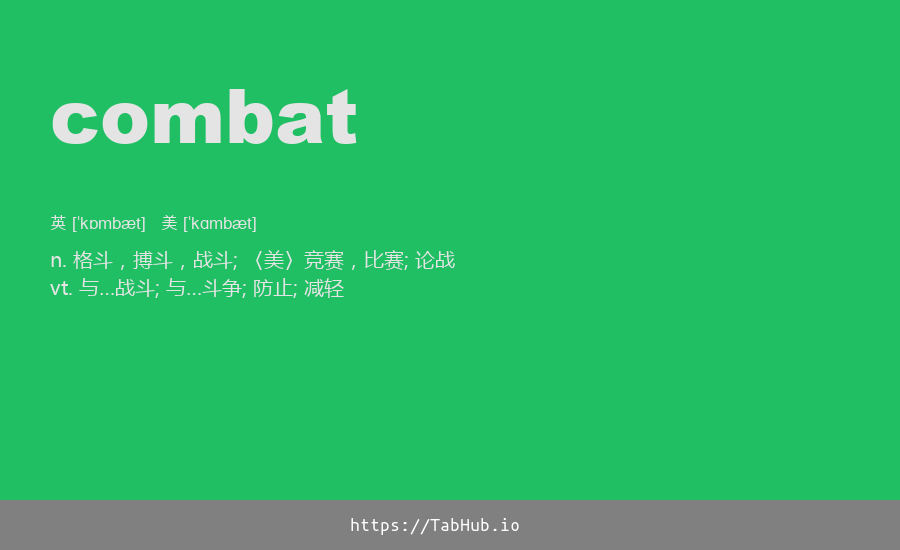 combat
英 [ˈkɒmbæt] 美 [ˈkɑmbæt]
n. 格斗，搏斗，战斗; 〈美〉竞赛，比赛; 论战
vt. 与...战斗; 与...斗争; 防止; 减轻
https://TabHub.io